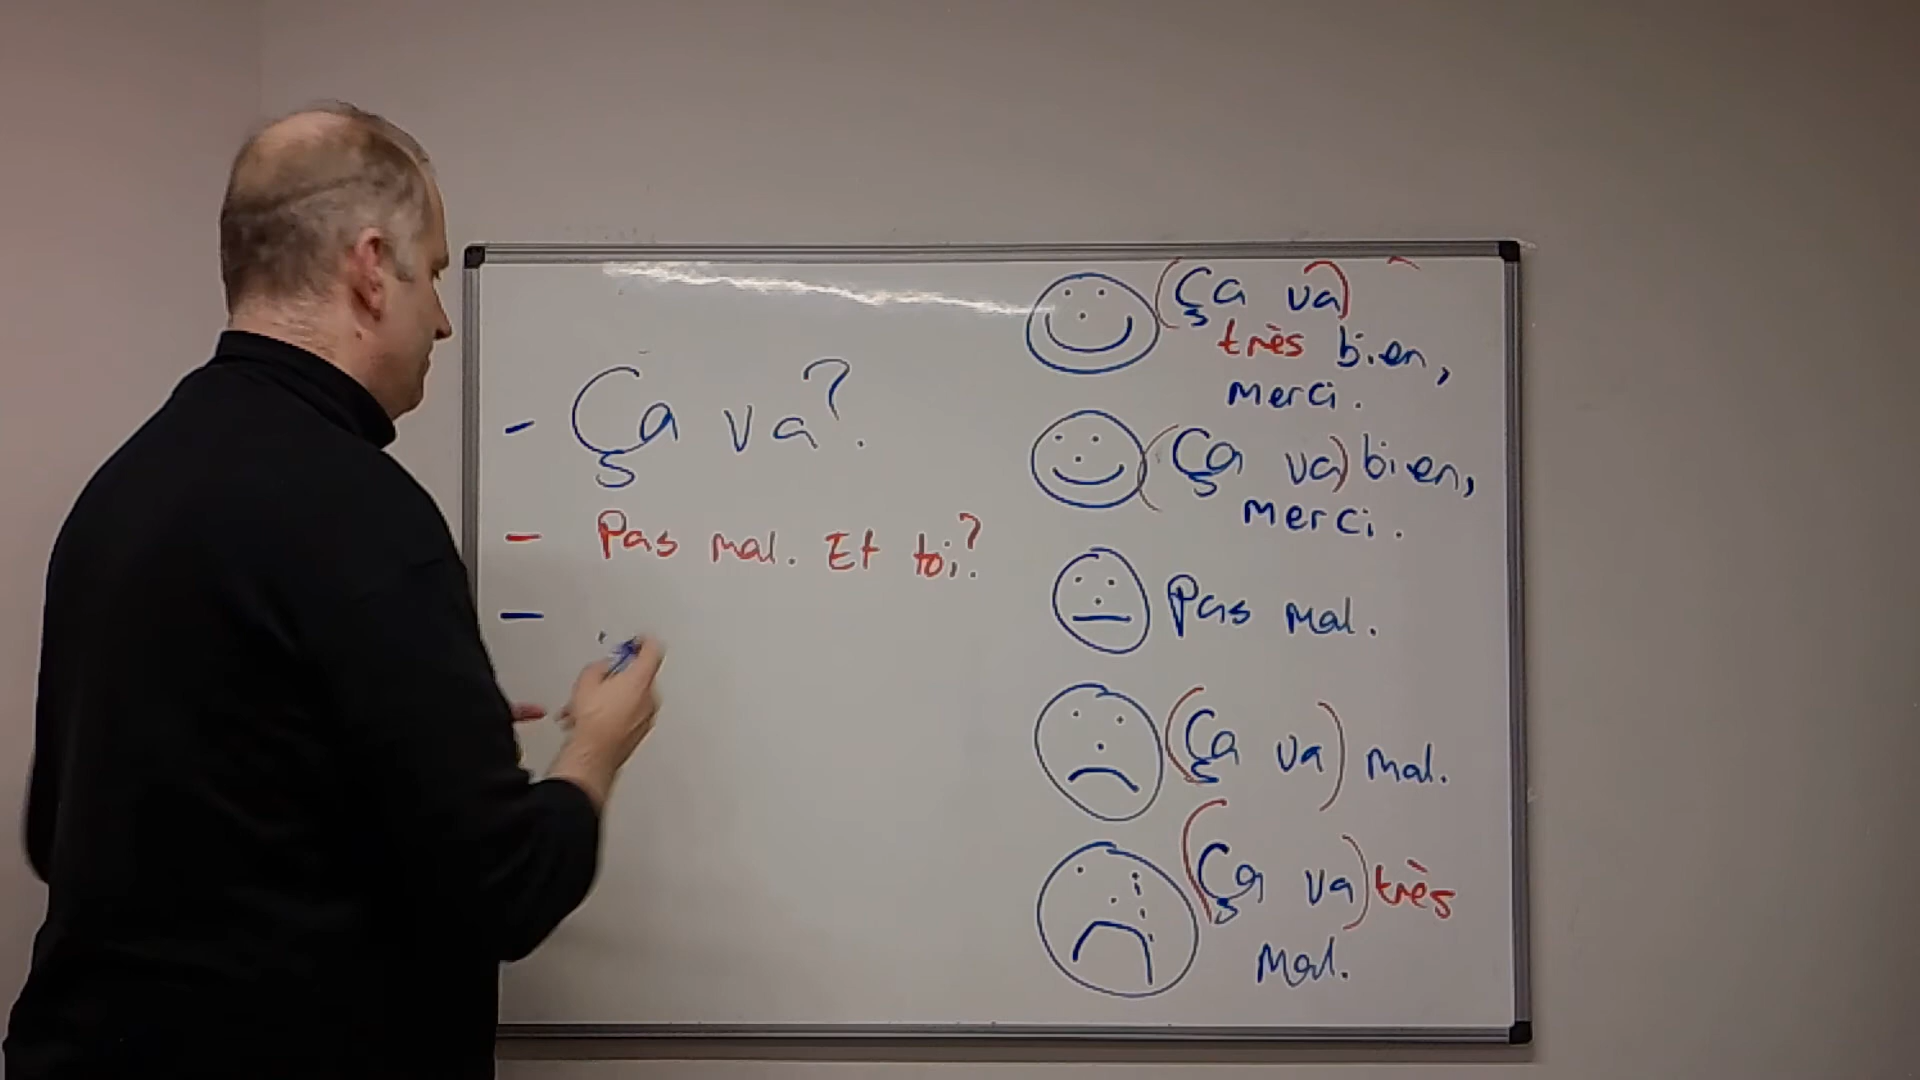 - Ça va?
- Pas mal. Et toi?
-
(Ça va)
très bien,
merci.
(Ça va) bien,
merci.
Pas mal.
(Ça va) mal.
(Ça va) très
mal.